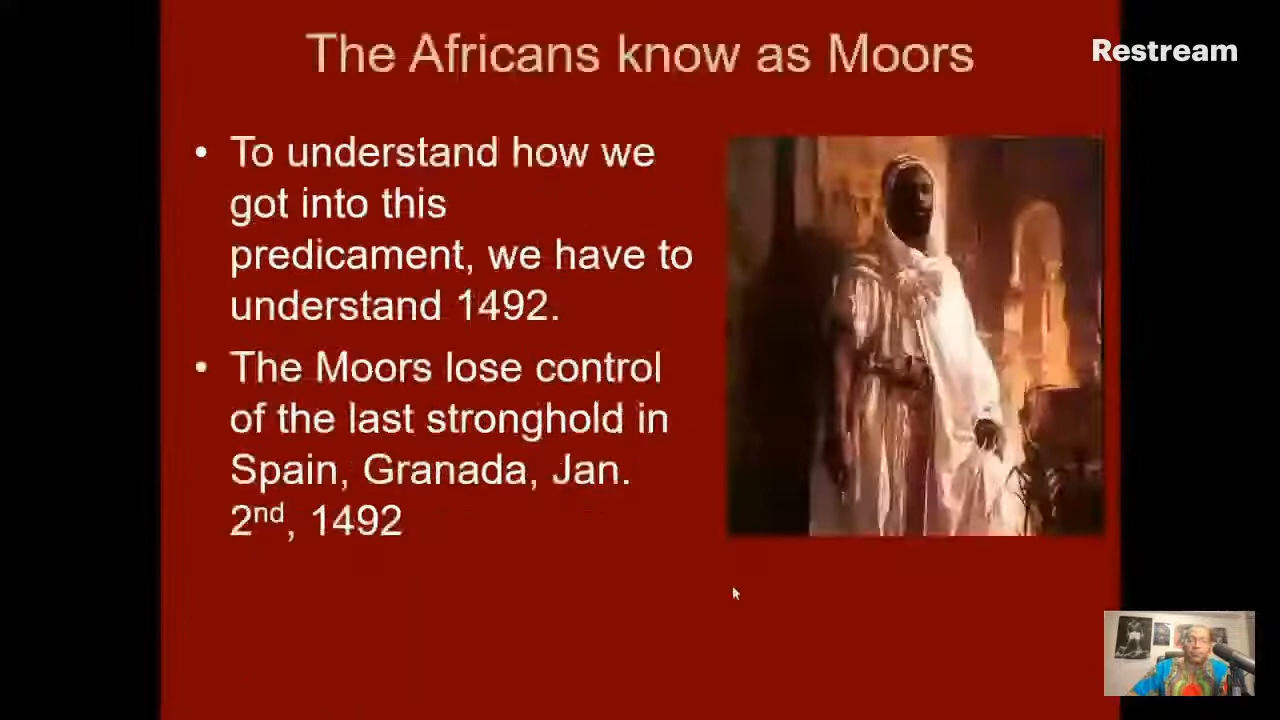 The Africans know as Moors
Restream
• To understand how we
got into this
predicament, we have to
understand 1492.
• The Moors lose control
of the last stronghold in
Spain, Granada, Jan.
2nd, 1492